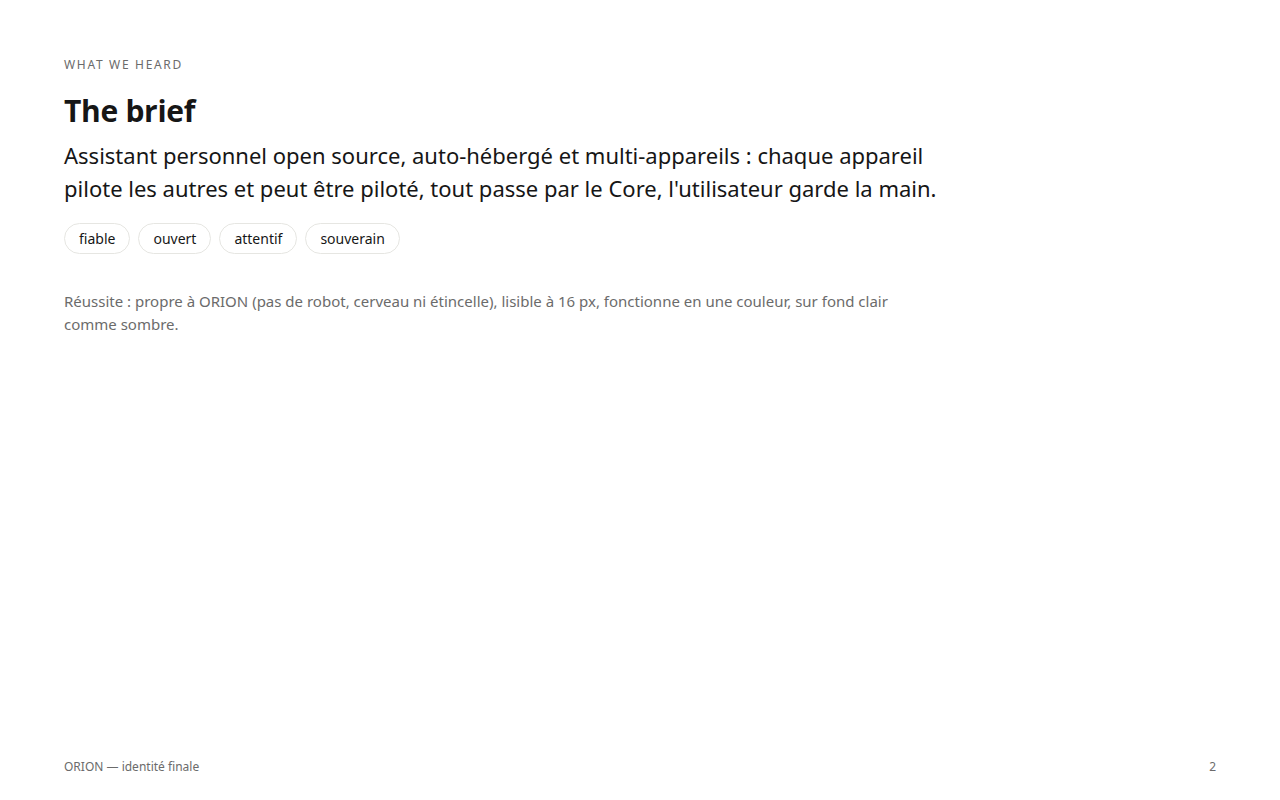 WHAT WE HEARD
The brief
Assistant personnel open source, auto-hébergé et multi-appareils : chaque appareil
pilote les autres et peut être piloté, tout passe par le Core, l'utilisateur garde la main.
fiable ouvert attentif souverain
Réussite : propre à ORION (pas de robot, cerveau ni étincelle), lisible à 16 px, fonctionne en une couleur, sur fond clair
comme sombre.
ORION — identité finale 2